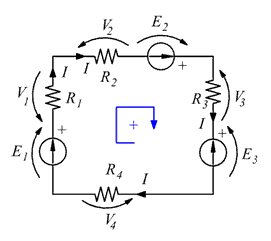 V2
E2
I
I
R2
+
V1
R1
R3
V3
+
+
I
E1
+
E3
R4
I
V4